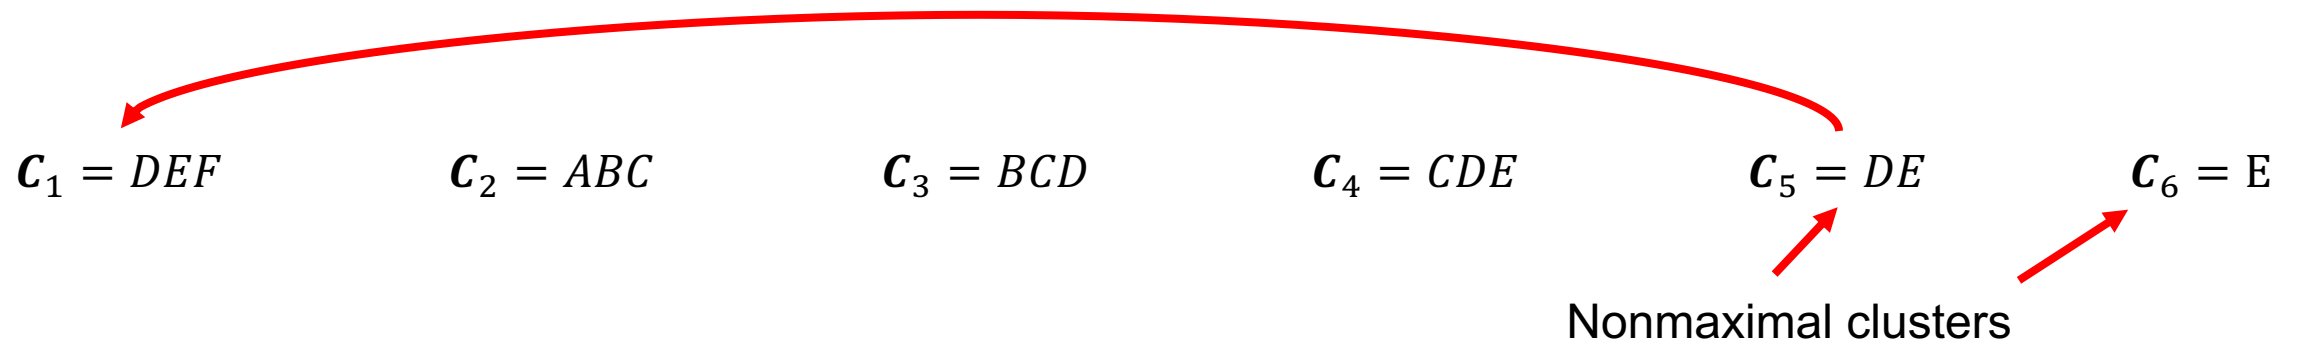 C₁ = DEF C₂ = ABC C₃ = BCD C₄ = CDE C₅ = DE C₆ = E
Nonmaximal clusters